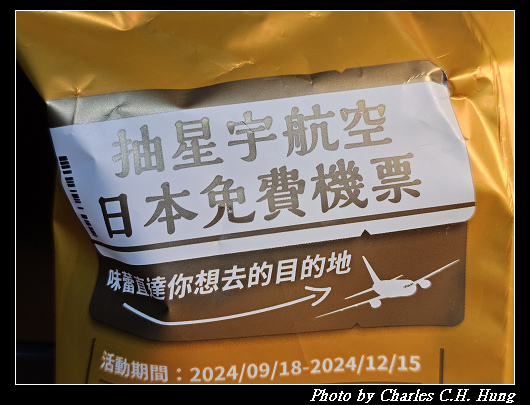 抽星宇航空
日本免費機票
味蕾直達你想去的目的地
活動期間：2024/09/18-2024/12/15
Photo by Charles C.H. Hung